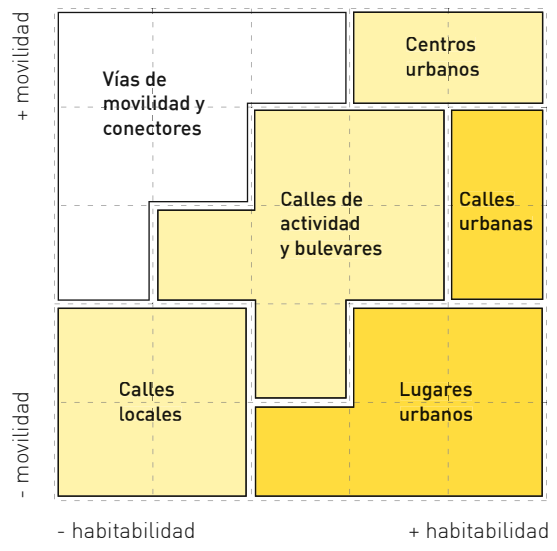 + movilidad
Vías de
movilidad y
conectores
Centros
urbanos
Calles de
actividad
y bulevares
Calles
urbanas
Calles
locales
Lugares
urbanos
- movilidad
- habitabilidad
+ habitabilidad